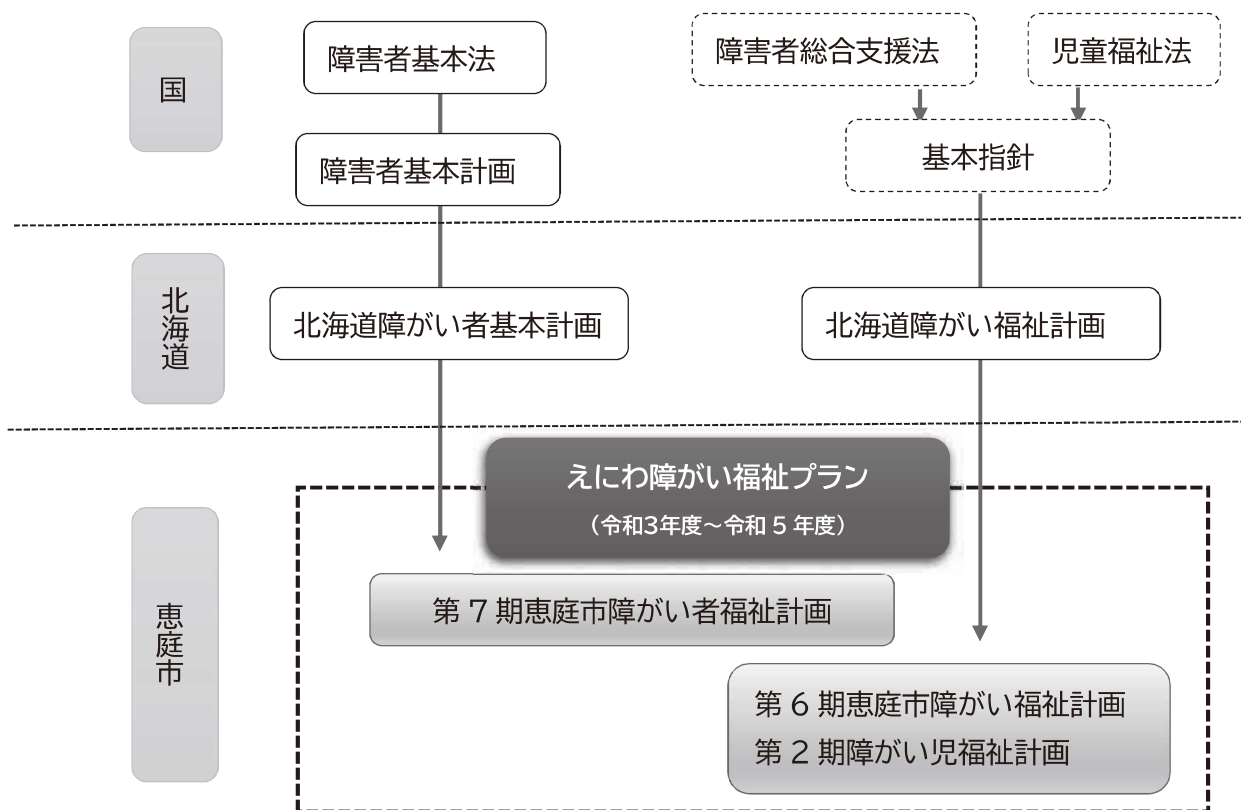 国
障害者基本法
障害者総合支援法
児童福祉法
障害者基本計画
基本指針
北海道
北海道障がい者基本計画
北海道障がい福祉計画
えにわ障がい福祉プラン
（令和3年度～令和５年度）
恵庭市
第７期恵庭市障がい者福祉計画
第６期恵庭市障がい福祉計画
第２期障がい児福祉計画